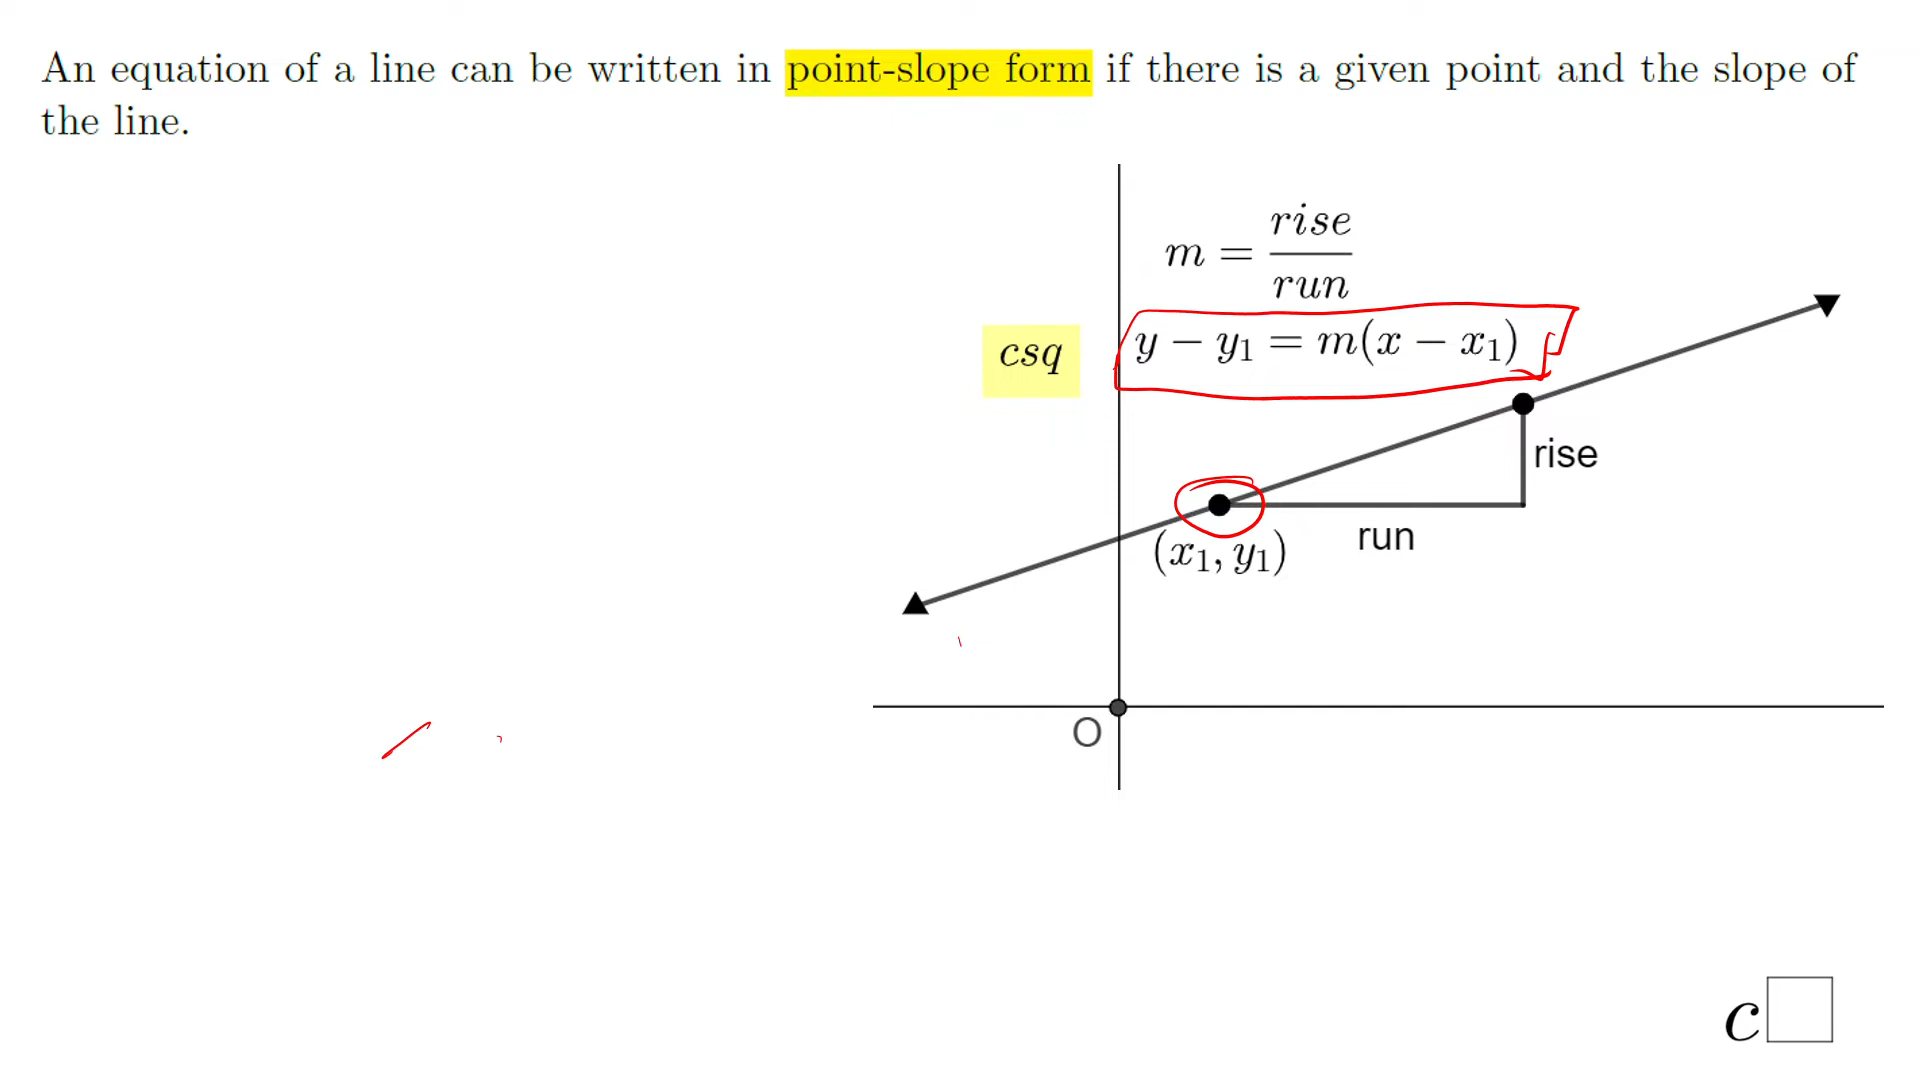 An equation of a line can be written in point-slope form if there is a given point and the slope of
the line.
m = rise/run
csq
y − y₁ = m(x − x₁)
rise
run
(x₁, y₁)
O
c